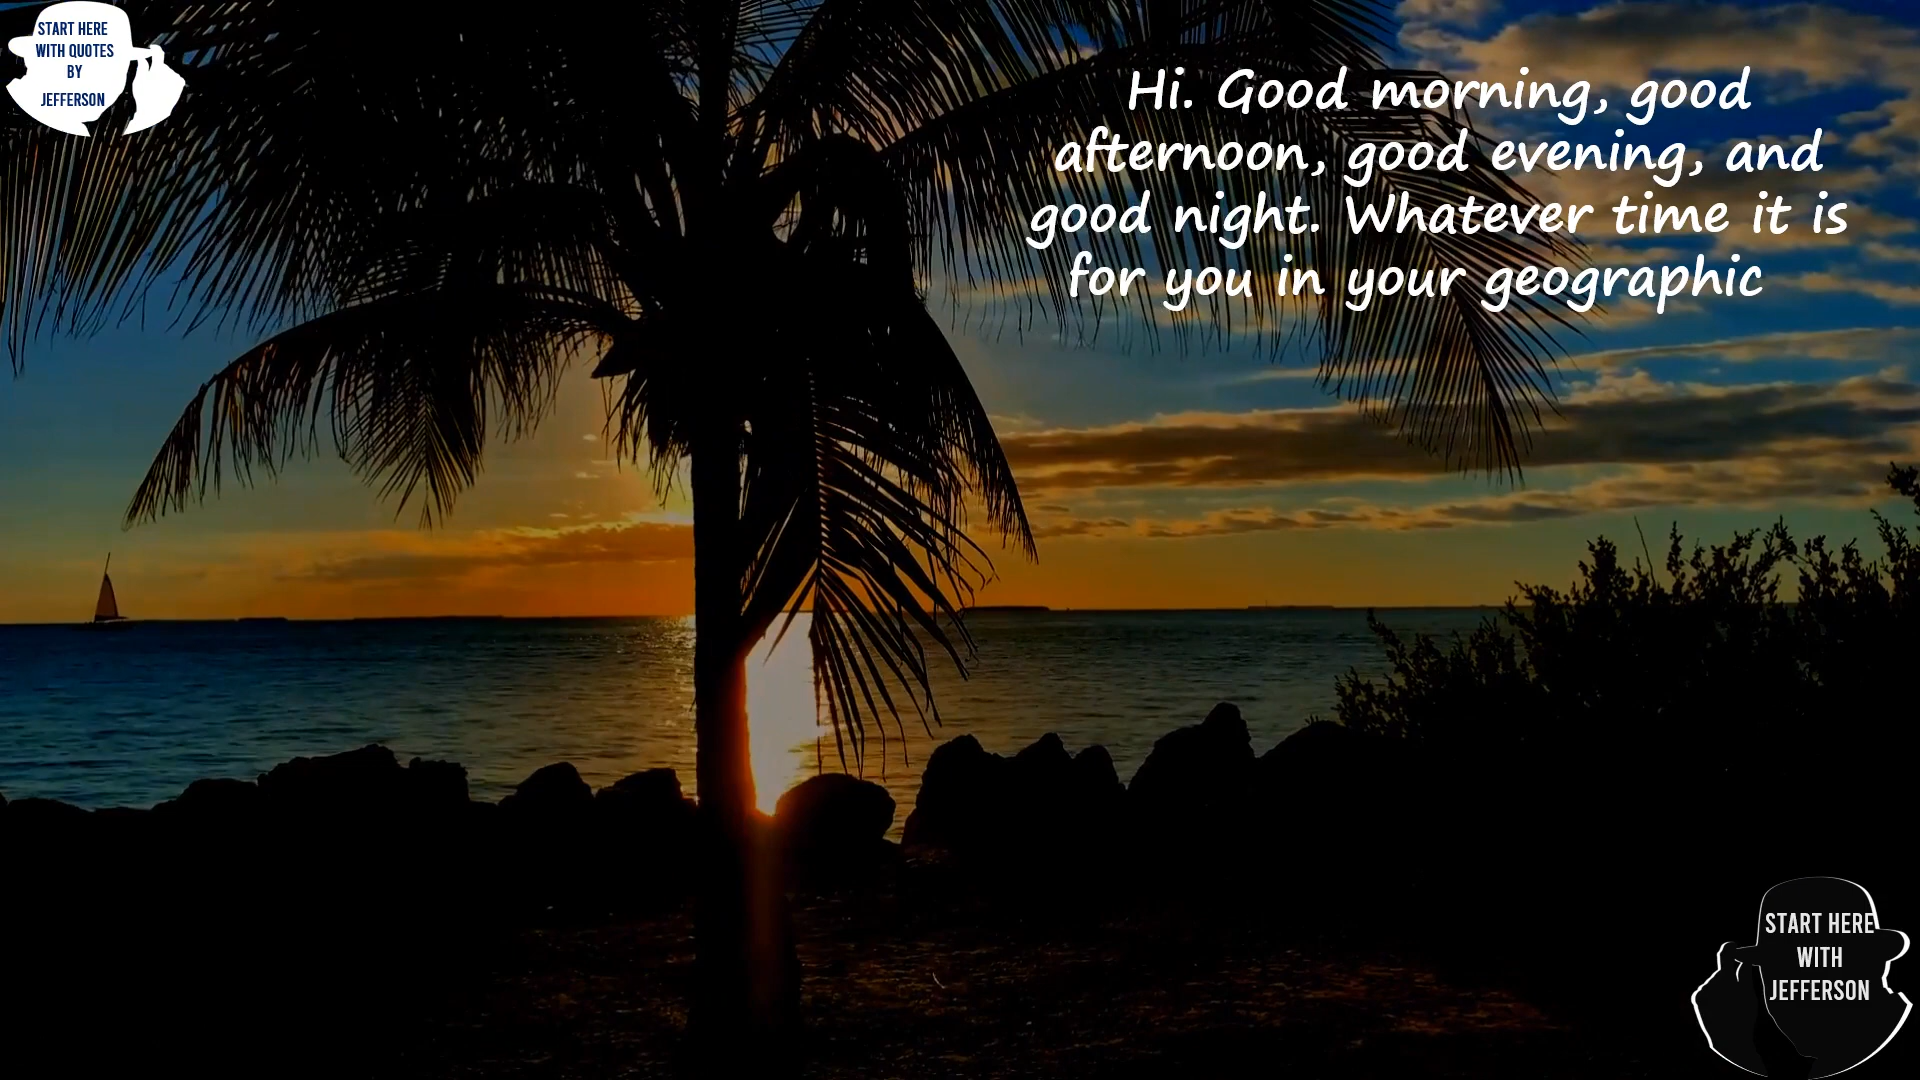 START HERE
WITH QUOTES
BY
JEFFERSON
Hi. Good morning, good
afternoon, good evening, and
good night. Whatever time it is
for you in your geographic
START HERE
WITH
JEFFERSON